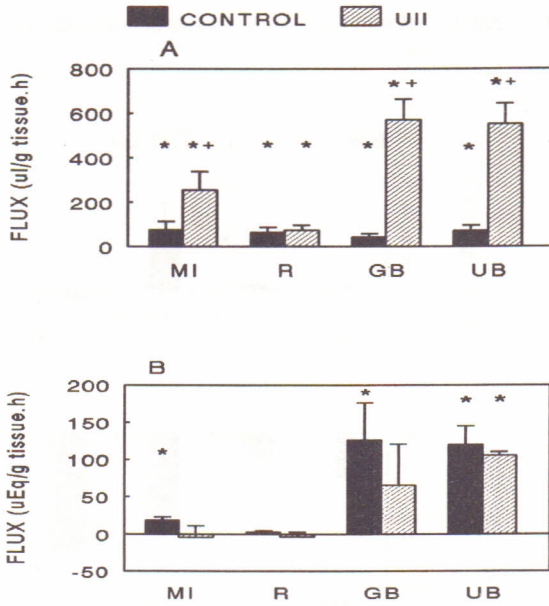 CONTROL UII
A
FLUX (ul/g tissue.h)
800
600
400
200
0
* *+ * * * *+ * *+
MI R GB UB
B
FLUX (uEq/g tissue.h)
200
150
100
50
0
-50
* * * *
MI R GB UB